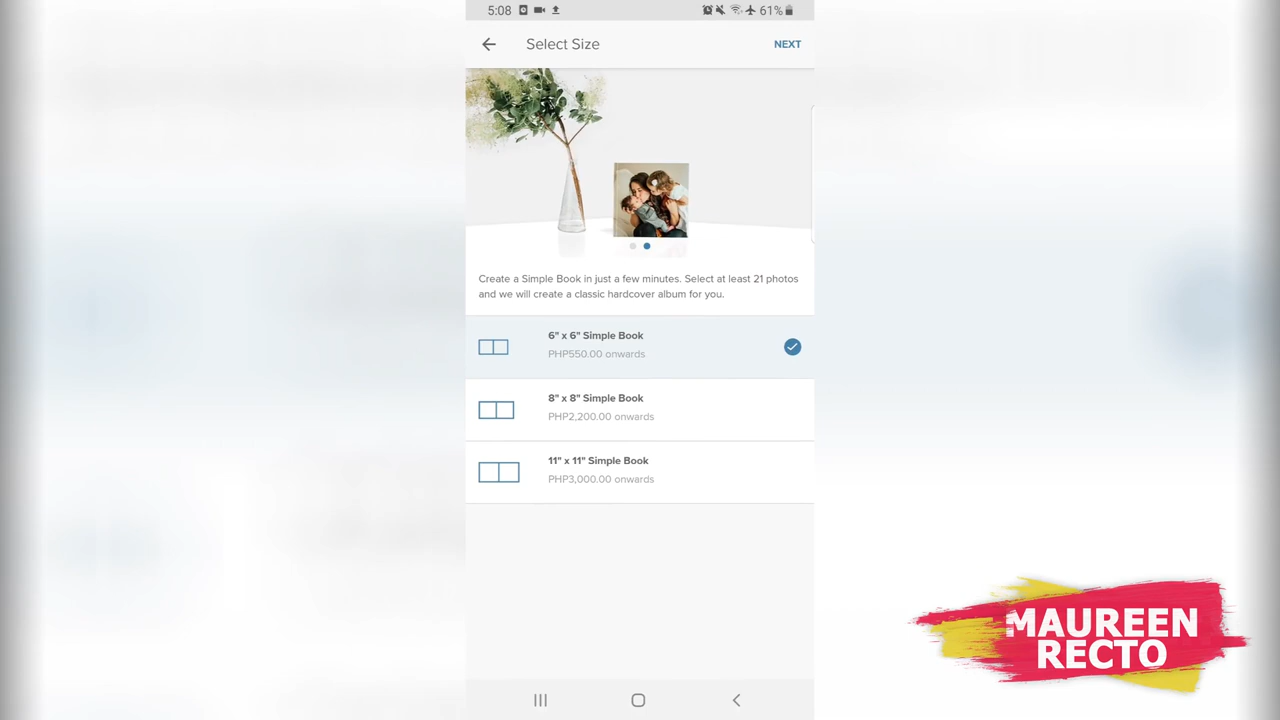 5:08
61%
Select Size
NEXT
Create a Simple Book in just a few minutes. Select at least 21 photos
and we will create a classic hardcover album for you.
6" x 6" Simple Book
PHP550.00 onwards
8" x 8" Simple Book
PHP2,200.00 onwards
11" x 11" Simple Book
PHP3,000.00 onwards
MAUREEN
RECTO